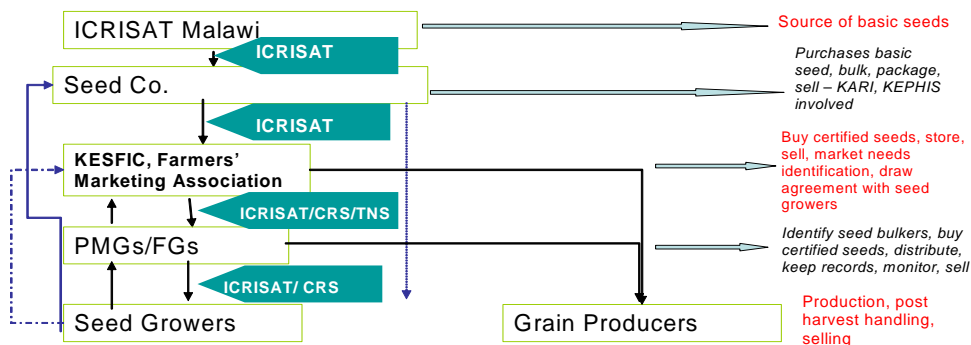 ICRISAT Malawi
Source of basic seeds
ICRISAT
Purchases basic
seed, bulk, package,
sell – KARI, KEPHIS
involved
Seed Co.
ICRISAT
KESFIC, Farmers'
Marketing Association
Buy certified seeds, store,
sell, market needs
identification, draw
agreement with seed
growers
ICRISAT/CRS/TNS
PMGs/FGs
Identify seed bulkers, buy
certified seeds, distribute,
keep records, monitor, sell
ICRISAT/ CRS
Seed Growers
Grain Producers
Production, post
harvest handling,
selling